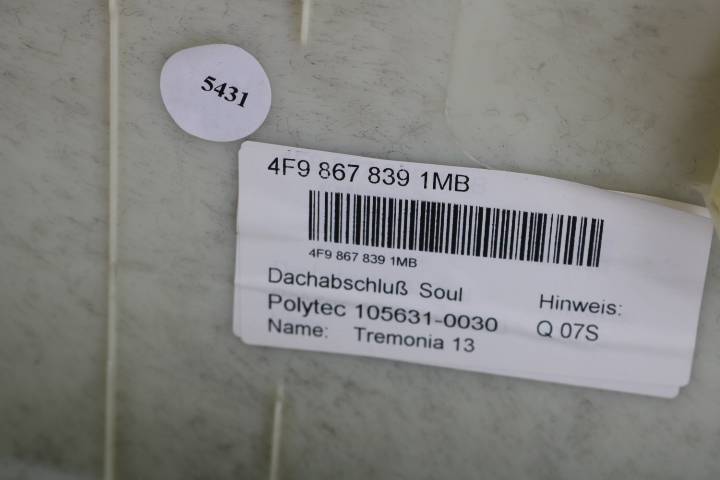 5431
4F9 867 839 1MB
4F9 867 839 1MB
Dachabschluß Soul
Polytec 105631-0030
Name: Tremonia 13
Hinweis:
Q 07S